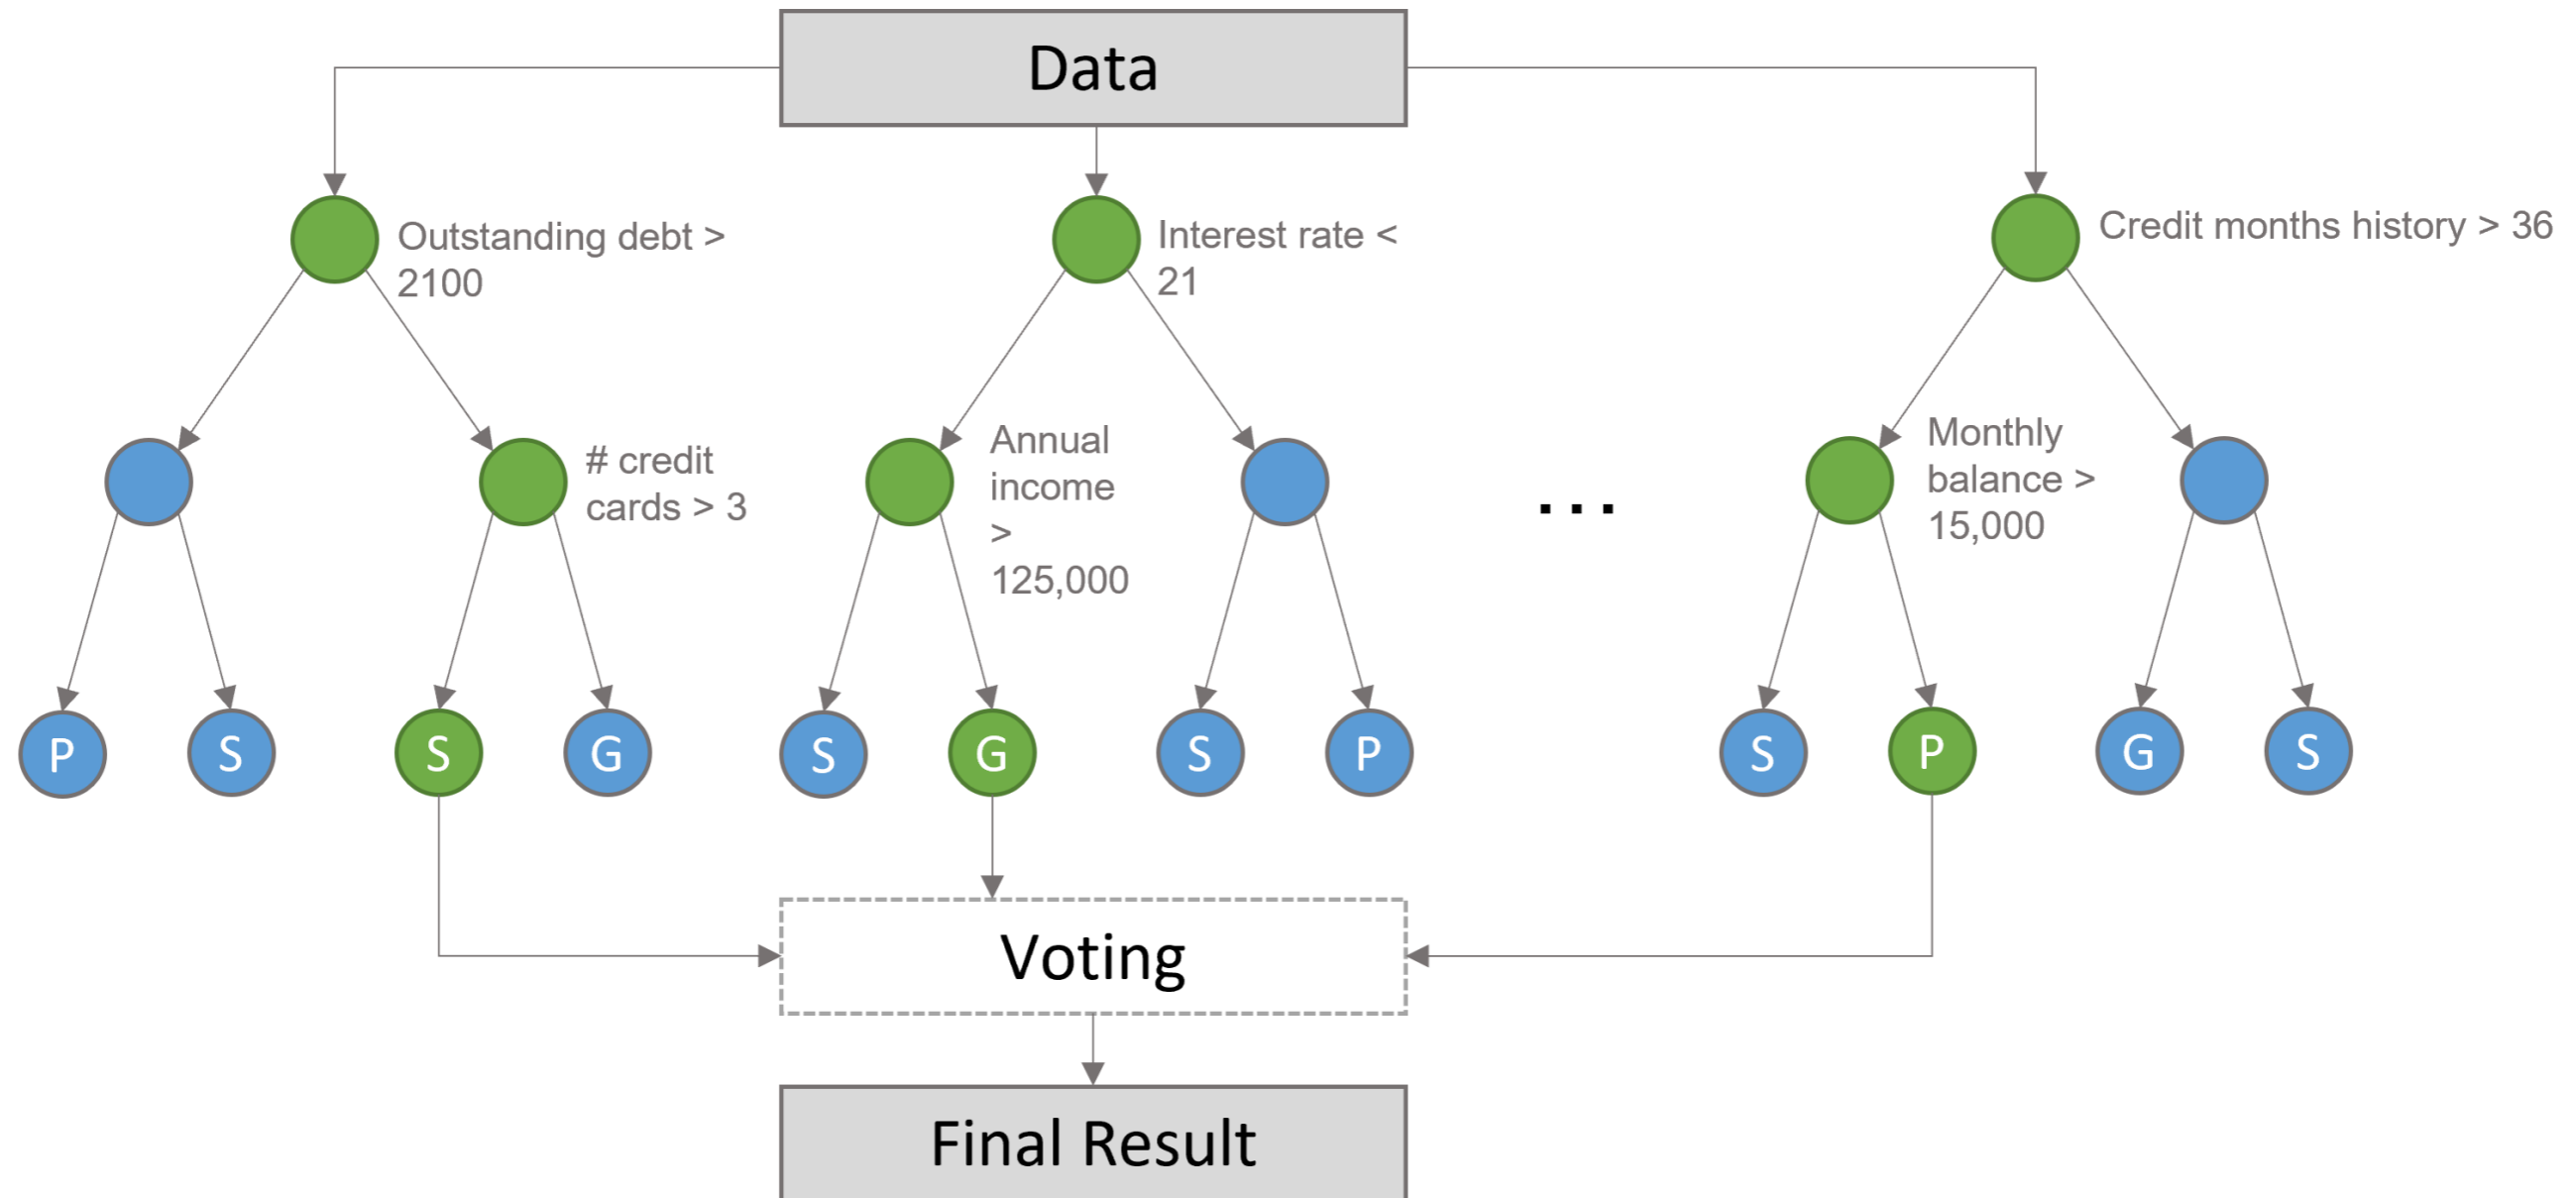 Data
Outstanding debt >
2100
Interest rate <
21
Credit months history > 36
# credit
cards > 3
Annual
income
>
125,000
...
Monthly
balance >
15,000
P
S
S
G
S
G
S
P
S
P
G
S
Voting
Final Result